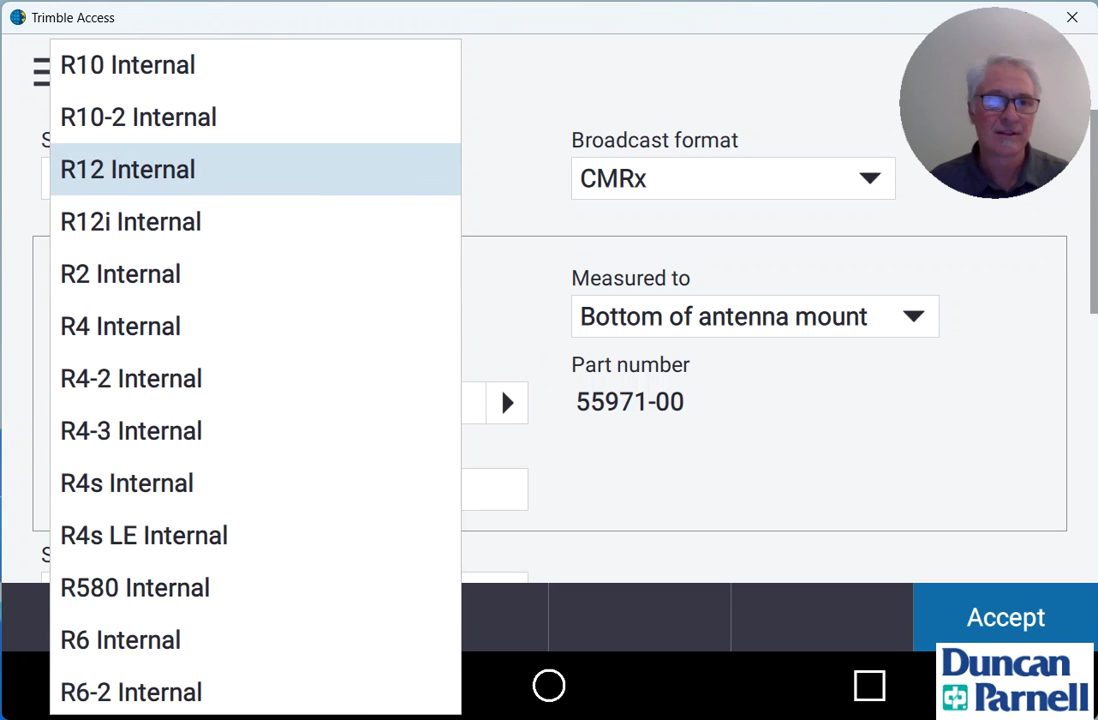 Trimble Access
R10 Internal
R10-2 Internal
R12 Internal
R12i Internal
R2 Internal
R4 Internal
R4-2 Internal
R4-3 Internal
R4s Internal
R4s LE Internal
R580 Internal
R6 Internal
R6-2 Internal
S
S
Broadcast format
CMRx
Measured to
Bottom of antenna mount
Part number
55971-00
Accept
Duncan
Parnell